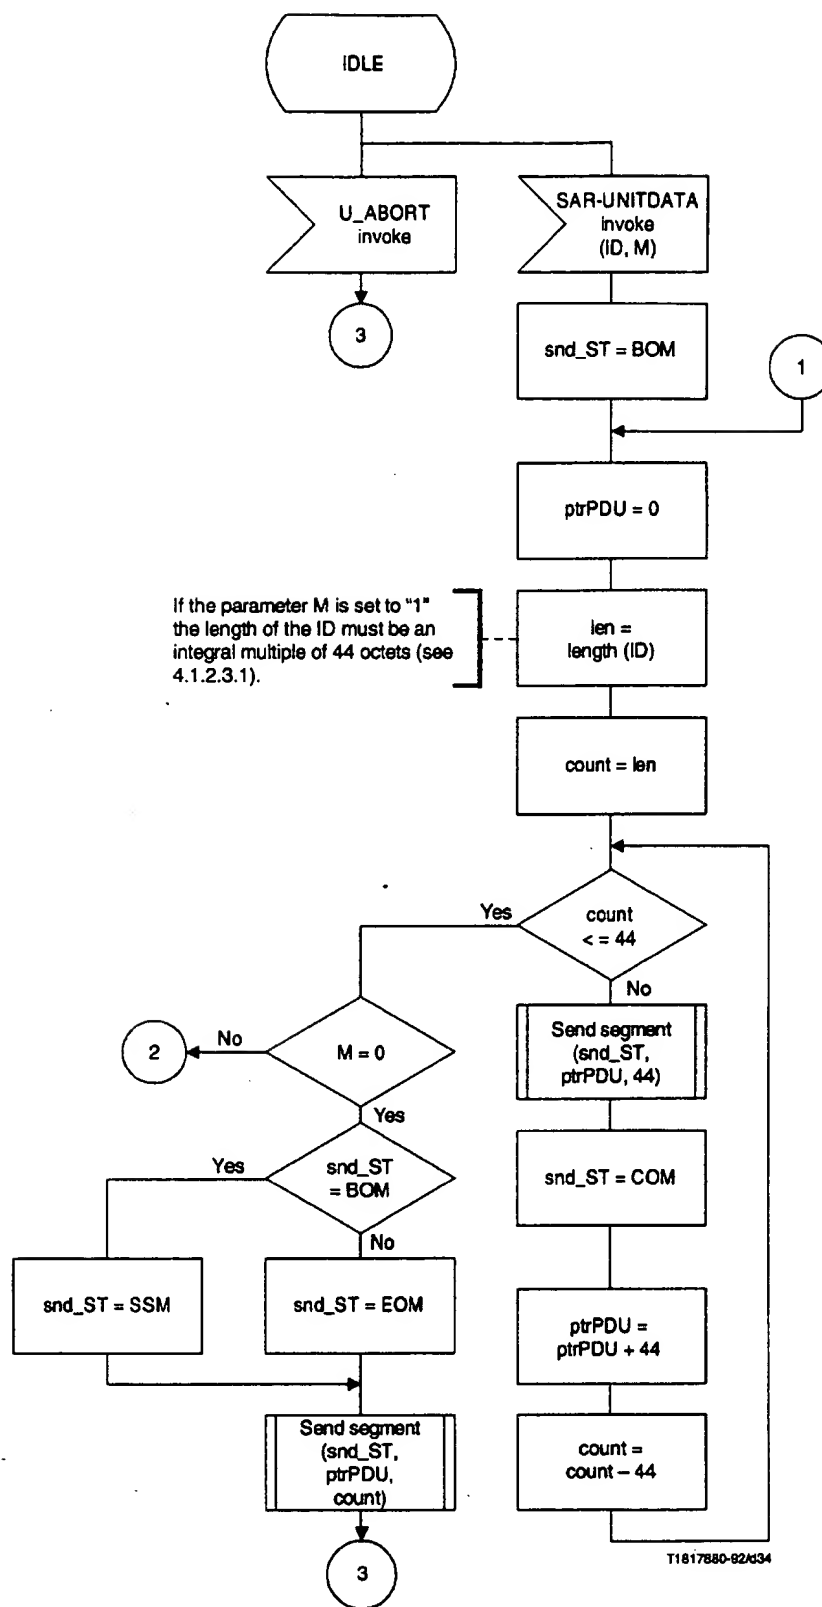 IDLE
U_ABORT
invoke
SAR-UNITDATA
invoke
(ID, M)
3
snd_ST = BOM
1
ptrPDU = 0
If the parameter M is set to "1"
the length of the ID must be an
integral multiple of 44 octets (see
4.1.2.3.1).
len =
length (ID)
count = len
Yes
count
< = 44
No
2
No
M = 0
Yes
Send segment
(snd_ST,
ptrPDU, 44)
Yes
snd_ST
= BOM
No
snd_ST = COM
snd_ST = SSM
snd_ST = EOM
ptrPDU =
ptrPDU + 44
Send segment
(snd_ST,
ptrPDU,
count)
count =
count – 44
T1817880-92/d34
3